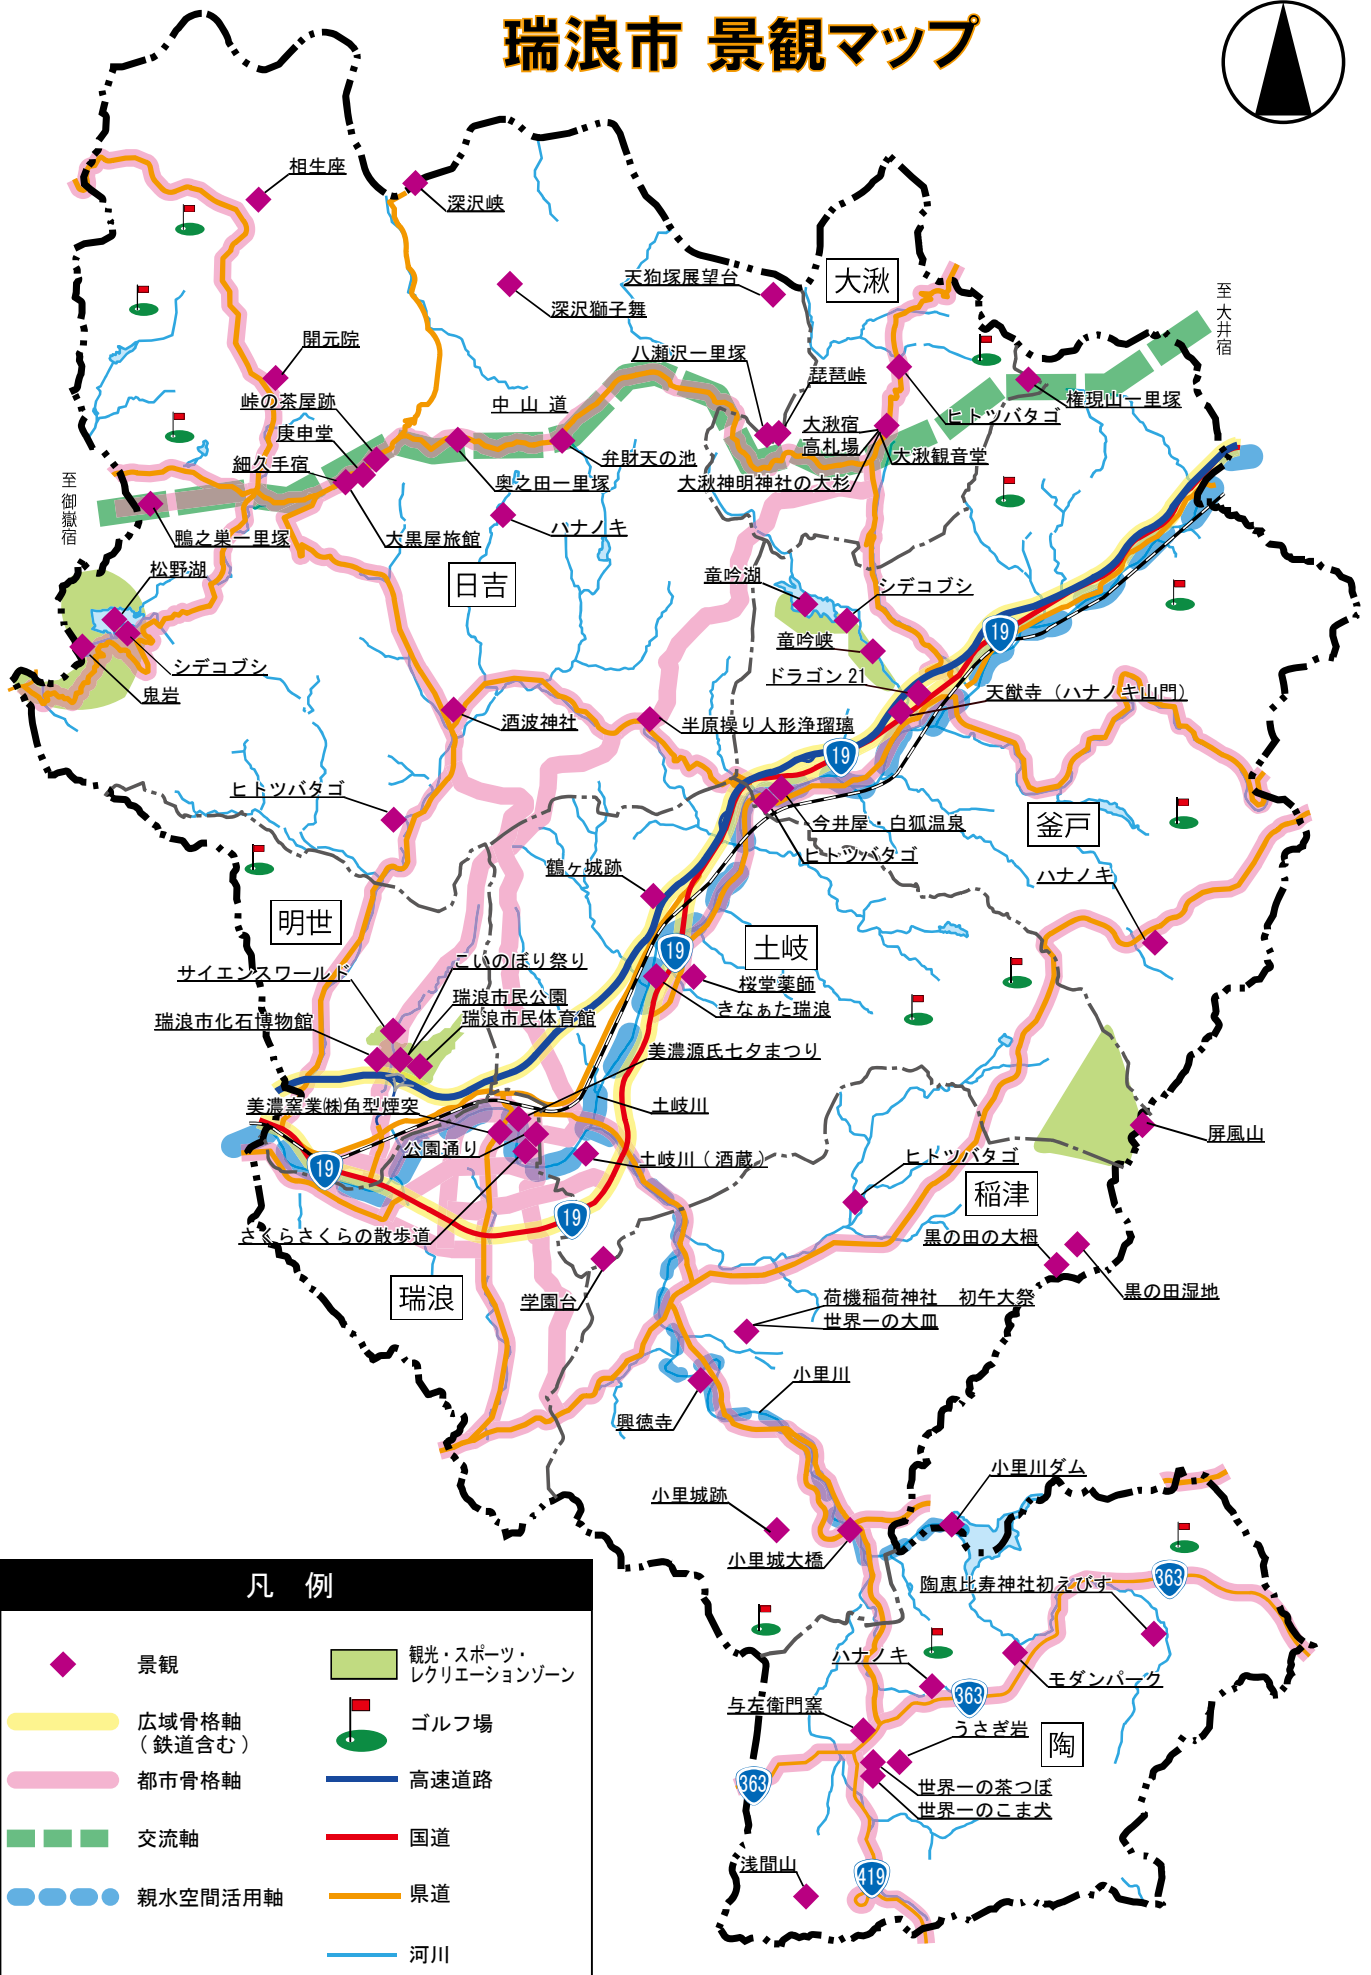 瑞浪市 景観マップ
相生座
深沢峡
天狗塚展望台
大湫
深沢獅子舞
至 大井宿
開元院
八瀬沢一里塚
琵琶峠
峠の茶屋跡
中山道
権現山一里塚
ヒトツバタゴ
庚申堂
大湫宿
高札場
細久手宿
弁財天の池
大湫観音堂
至 御嶽宿
奥之田一里塚
大湫神明神社の大杉
鴨之巣一里塚
大黒屋旅館
ハナノキ
松野湖
日吉
竜吟湖
シデコブシ
19
竜吟峡
シデコブシ
ドラゴン21
鬼岩
天猷寺（ハナノキ山門）
酒波神社
半原操り人形浄瑠璃
19
ヒトツバタゴ
今井屋・白狐温泉
釜戸
ヒトツバタゴ
鶴ヶ城跡
ハナノキ
明世
土岐
19
サイエンスワールド
こいのぼり祭り
桜堂薬師
瑞浪市民公園
きなぁた瑞浪
瑞浪市化石博物館
瑞浪市民体育館
美濃源氏七夕まつり
美濃窯業㈱角型煙突
土岐川
屏風山
公園通り
土岐川（酒蔵）
ヒトツバタゴ
19
稲津
19
さくらさくらの散歩道
黒の田の大栂
瑞浪
学園台
荷機稲荷神社　初午大祭
黒の田湿地
世界一の大皿
小里川
興徳寺
小里川ダム
小里城跡
小里城大橋
陶恵比寿神社初えびす
363
ハナノキ
モダンパーク
363
与左衛門窯
うさぎ岩
陶
363
世界一の茶つぼ
世界一のこま犬
浅間山
419
凡　例
景観
観光・スポーツ・
レクリエーションゾーン
広域骨格軸
（鉄道含む）
ゴルフ場
都市骨格軸
高速道路
交流軸
国道
親水空間活用軸
県道
河川